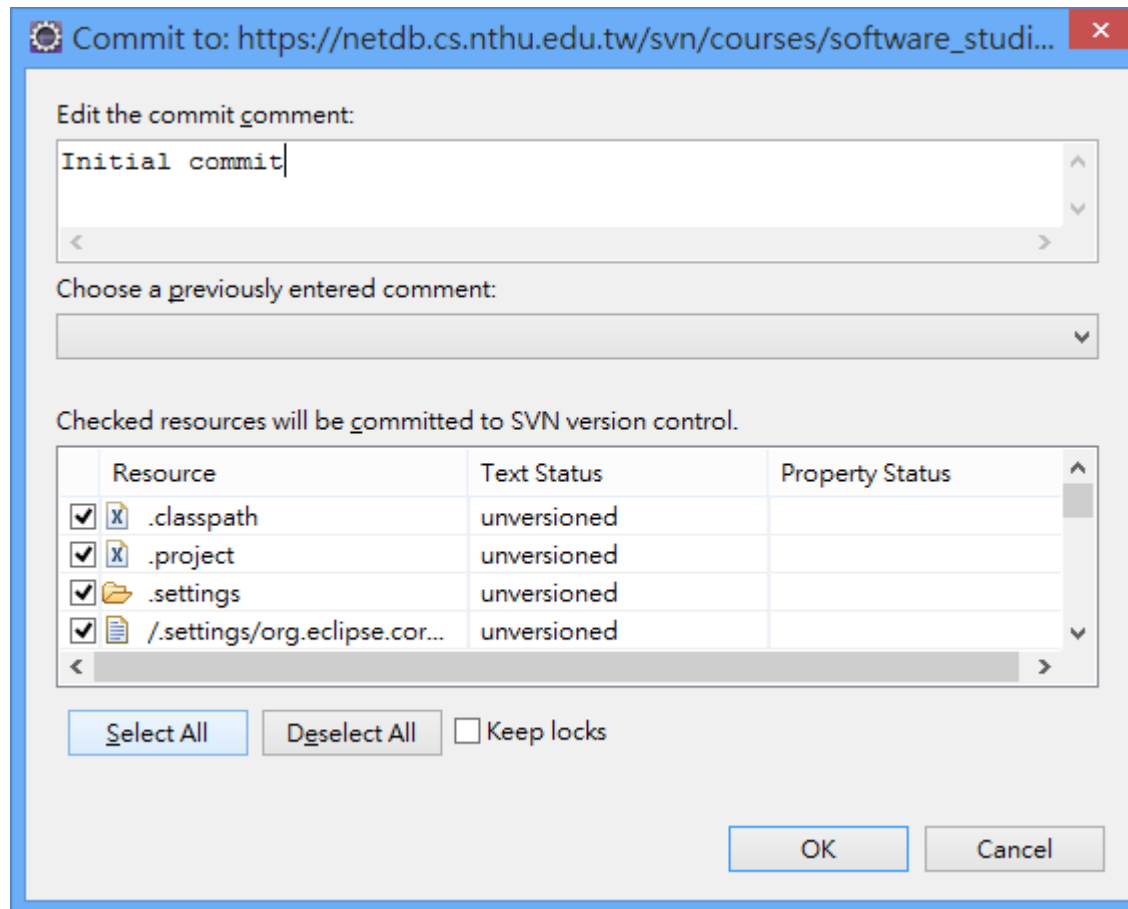 Commit to: https://netdb.cs.nthu.edu.tw/svn/courses/software_studi...
Edit the commit comment:
Initial commit
Choose a previously entered comment:
Checked resources will be committed to SVN version control.
Resource Text Status Property Status
.classpath unversioned
.project unversioned
.settings unversioned
/.settings/org.eclipse.cor... unversioned
Select All Deselect All Keep locks
OK Cancel